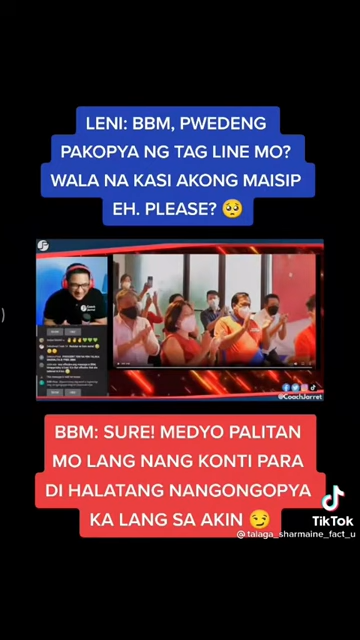 LENI: BBM, PWEDENG
PAKOPYA NG TAG LINE MO?
WALA NA KASI AKONG MAISIP
EH. PLEASE? 🥺
@CoachJarret
BBM: SURE! MEDYO PALITAN
MO LANG NANG KONTI PARA
DI HALATANG NANGONGOPYA
KA LANG SA AKIN 😏
TikTok
@_talaga_sharmaine_fact_u